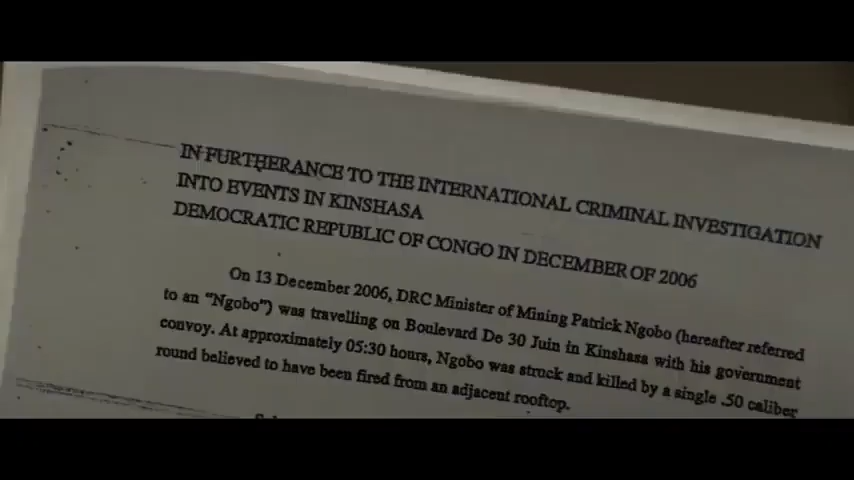 IN FURTHERANCE TO THE INTERNATIONAL CRIMINAL INVESTIGATION
INTO EVENTS IN KINSHASA
DEMOCRATIC REPUBLIC OF CONGO IN DECEMBER OF 2006
On 13 December 2006, DRC Minister of Mining Patrick Ngobo (hereafter referred
to an "Ngobo") was travelling on Boulevard De 30 Juin in Kinshasa with his government
convoy. At approximately 05:30 hours, Ngobo was struck and killed by a single .50 caliber
round believed to have been fired from an adjacent rooftop.